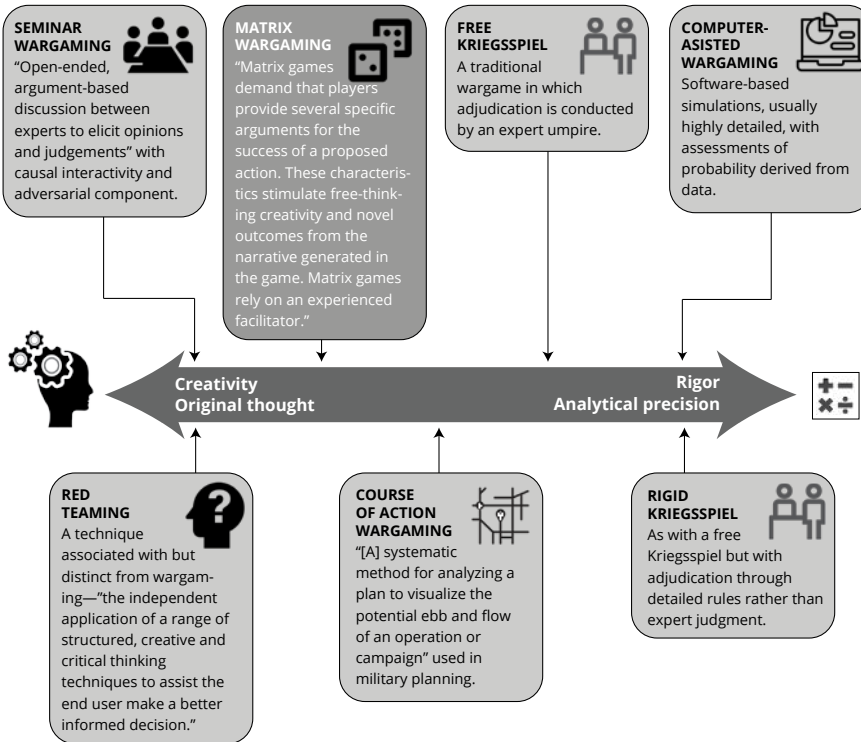 SEMINAR
WARGAMING
“Open-ended,
argument-based
discussion between
experts to elicit opinions
and judgements” with
causal interactivity and
adversarial component.
MATRIX
WARGAMING
“Matrix games
demand that players
provide several specific
arguments for the
success of a proposed
action. These characteris-
tics stimulate free-think-
ing creativity and novel
outcomes from the
narrative generated in
the game. Matrix games
rely on an experienced
facilitator.”
FREE
KRIEGSSPIEL
A traditional
wargame in which
adjudication is conducted
by an expert umpire.
COMPUTER-
ASISTED
WARGAMING
Software-based
simulations, usually
highly detailed, with
assessments of
probability derived from
data.
Creativity
Original thought
Rigor
Analytical precision
RED
TEAMING
A technique
associated with but
distinct from wargam-
ing—”the independent
application of a range of
structured, creative and
critical thinking
techniques to assist the
end user make a better
informed decision.”
COURSE
OF ACTION
WARGAMING
“[A] systematic
method for analyzing a
plan to visualize the
potential ebb and flow
of an operation or
campaign” used in
military planning.
RIGID
KRIEGSSPIEL
As with a free
Kriegsspiel but with
adjudication through
detailed rules rather than
expert judgment.